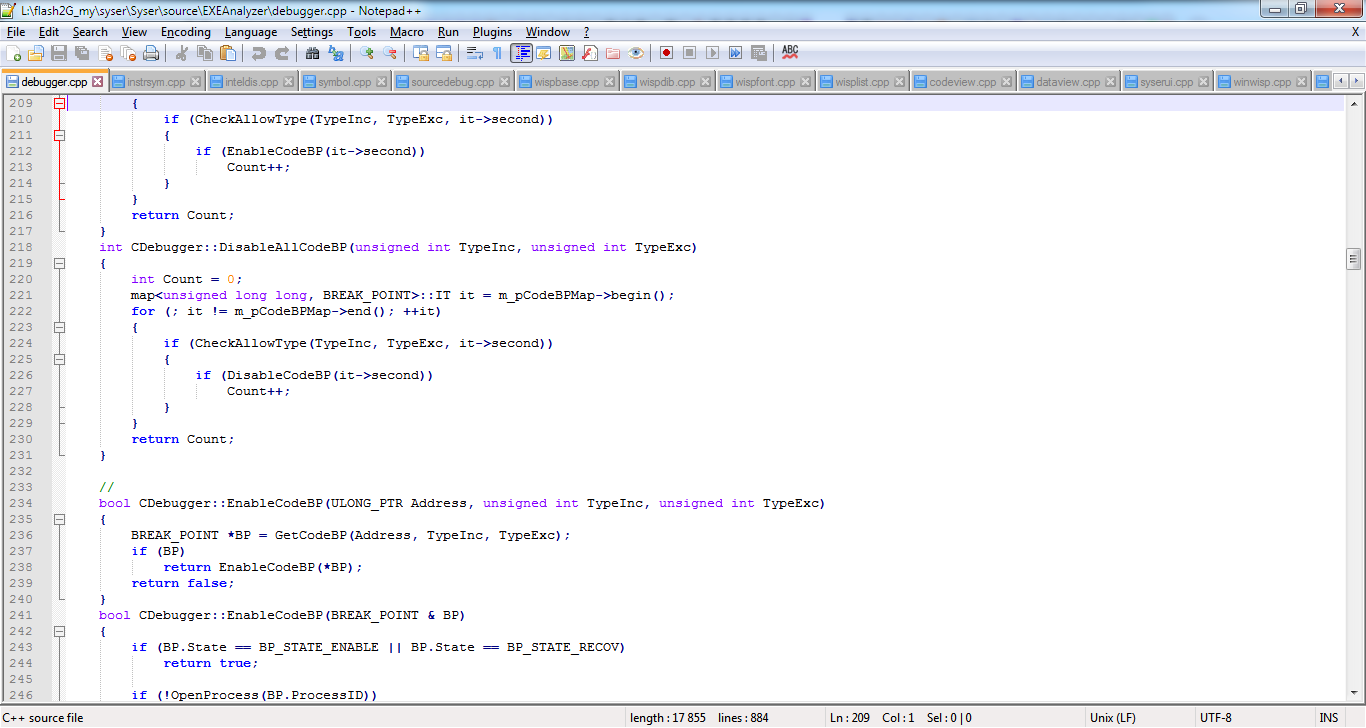 L:\flash2G_my\syser\Syser\source\EXEAnalyzer\debugger.cpp - Notepad++
File Edit Search View Encoding Language Settings Tools Macro Run Plugins Window ? X
ABC
debugger.cpp instrsym.cpp inteldis.cpp symbol.cpp sourcedebug.cpp wispbase.cpp wispdib.cpp wispfont.cpp wisplist.cpp codeview.cpp dataview.cpp syserui.cpp winwisp.cpp
209 {
210 if (CheckAllowType(TypeInc, TypeExc, it->second))
211 {
212 if (EnableCodeBP(it->second))
213 Count++;
214 }
215 }
216 return Count;
217 }
218 int CDebugger::DisableAllCodeBP(unsigned int TypeInc, unsigned int TypeExc)
219 {
220 int Count = 0;
221 map<unsigned long long, BREAK_POINT>::IT it = m_pCodeBPMap->begin();
222 for (; it != m_pCodeBPMap->end(); ++it)
223 {
224 if (CheckAllowType(TypeInc, TypeExc, it->second))
225 {
226 if (DisableCodeBP(it->second))
227 Count++;
228 }
229 }
230 return Count;
231 }
232
233 //
234 bool CDebugger::EnableCodeBP(ULONG_PTR Address, unsigned int TypeInc, unsigned int TypeExc)
235 {
236 BREAK_POINT *BP = GetCodeBP(Address, TypeInc, TypeExc);
237 if (BP)
238 return EnableCodeBP(*BP);
239 return false;
240 }
241 bool CDebugger::EnableCodeBP(BREAK_POINT & BP)
242 {
243 if (BP.State == BP_STATE_ENABLE || BP.State == BP_STATE_RECOV)
244 return true;
245
246 if (!OpenProcess(BP.ProcessID))
C++ source file length : 17 855 lines : 884 Ln : 209 Col : 1 Sel : 0 | 0 Unix (LF) UTF-8 INS